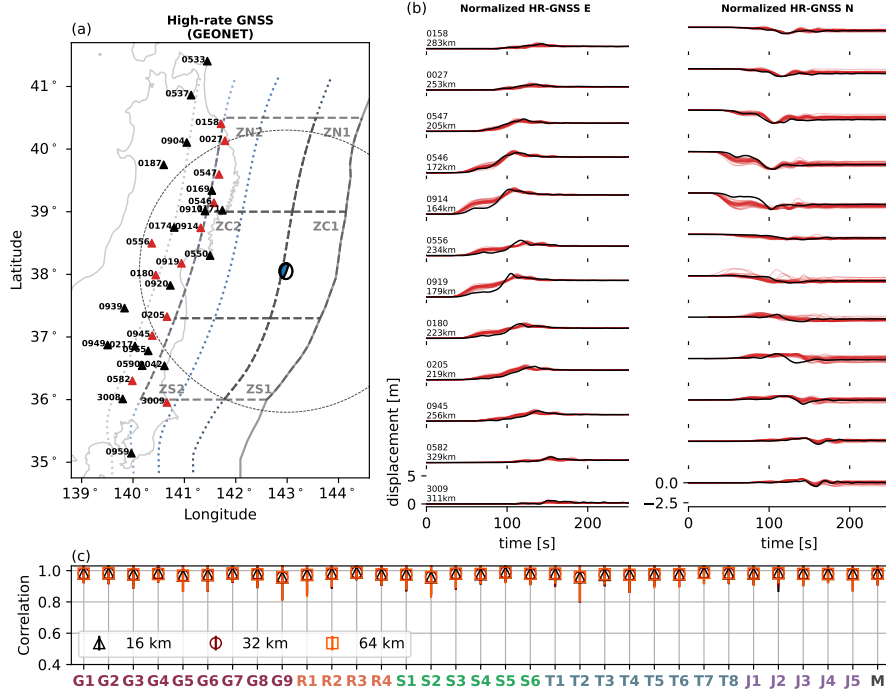 (a)
High-rate GNSS
(GEONET)
(b)
Normalized HR-GNSS E
Normalized HR-GNSS N
0533
0537
0158
ZN2
ZN1
0027
0904
0187
0547
0169
0546
0174
0914
ZC2
ZC1
0556
0550
0919
0180
0920
0939
0205
0945
0949
0217
0582
ZS2
ZS1
3008
3009
0959
41°
40°
39°
38°
37°
36°
35°
Latitude
139°
140°
141°
142°
143°
144°
Longitude
0158
283km
0027
253km
0547
205km
0546
172km
0914
164km
0556
234km
0919
179km
0180
223km
0205
219km
0945
256km
0582
329km
3009
311km
displacement [m]
5
0
0 100 200
time [s]
0.0
−2.5
0 100 200
time [s]
(c)
Correlation
1.0
0.8
0.6
0.4
16 km 32 km 64 km
G1 G2 G3 G4 G5 G6 G7 G8 G9 R1 R2 R3 R4 S1 S2 S3 S4 S5 S6 T1 T2 T3 T4 T5 T6 T7 T8 J1 J2 J3 J4 J5 M